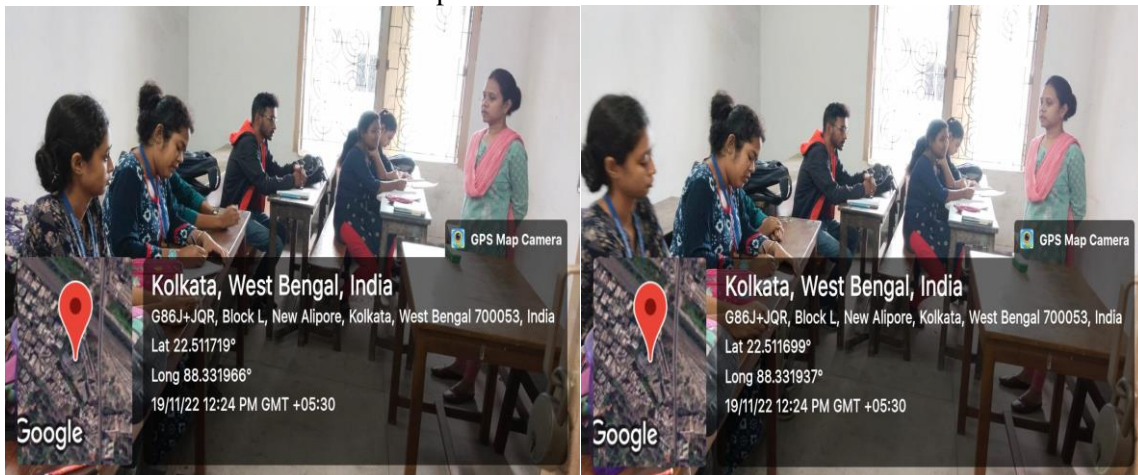 GPS Map Camera
Kolkata, West Bengal, India
G86J+JQR, Block L, New Alipore, Kolkata, West Bengal 700053, India
Lat 22.511719°
Long 88.331966°
19/11/22 12:24 PM GMT +05:30
Google
GPS Map Camera
Kolkata, West Bengal, India
G86J+JQR, Block L, New Alipore, Kolkata, West Bengal 700053, India
Lat 22.511699°
Long 88.331937°
19/11/22 12:24 PM GMT +05:30
Google